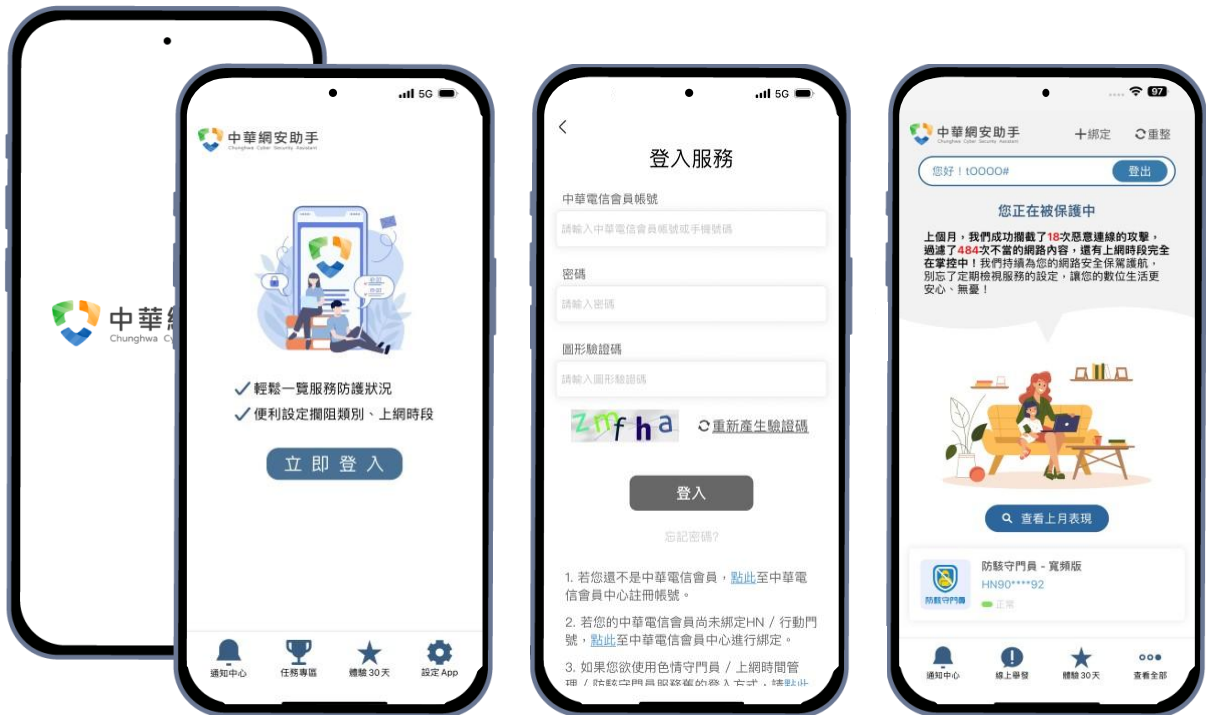 中華
Chunghwa
5G
中華網安助手
Chunghwa Cyber Security Assistant
輕鬆一覽服務防護狀況
便利設定攔阻類別、上網時段
立即登入
通知中心
任務專區
體驗30天
設定App
5G
登入服務
中華電信會員帳號
請輸入中華電信會員帳號或手機號碼
密碼
請輸入密碼
圖形驗證碼
請輸入圖形驗證碼
zmfha
重新產生驗證碼
登入
忘記密碼?
1. 若您還不是中華電信會員，點此至中華電
信會員中心註冊帳號。
2. 若您的中華電信會員尚未綁定HN / 行動門
號，點此至中華電信會員中心進行綁定。
3. 如果您欲使用色情守門員 / 上網時間管
理 / 防駭守門員服務舊的登入方式，請點此
97
中華網安助手
Chunghwa Cyber Security Assistant
＋綁定
重整
您好！tOOOO#
登出
您正在被保護中
上個月，我們成功攔截了18次惡意連線的攻擊，
過濾了484次不當的網路內容，還有上網時段完全
在掌控中！我們持續為您的網路安全保駕護航，
別忘了定期檢視服務的設定，讓您的數位生活更
安心、無憂！
查看上月表現
防駭守門員
防駭守門員 - 寬頻版
HN90****92
正常
通知中心
線上舉發
體驗30天
查看全部